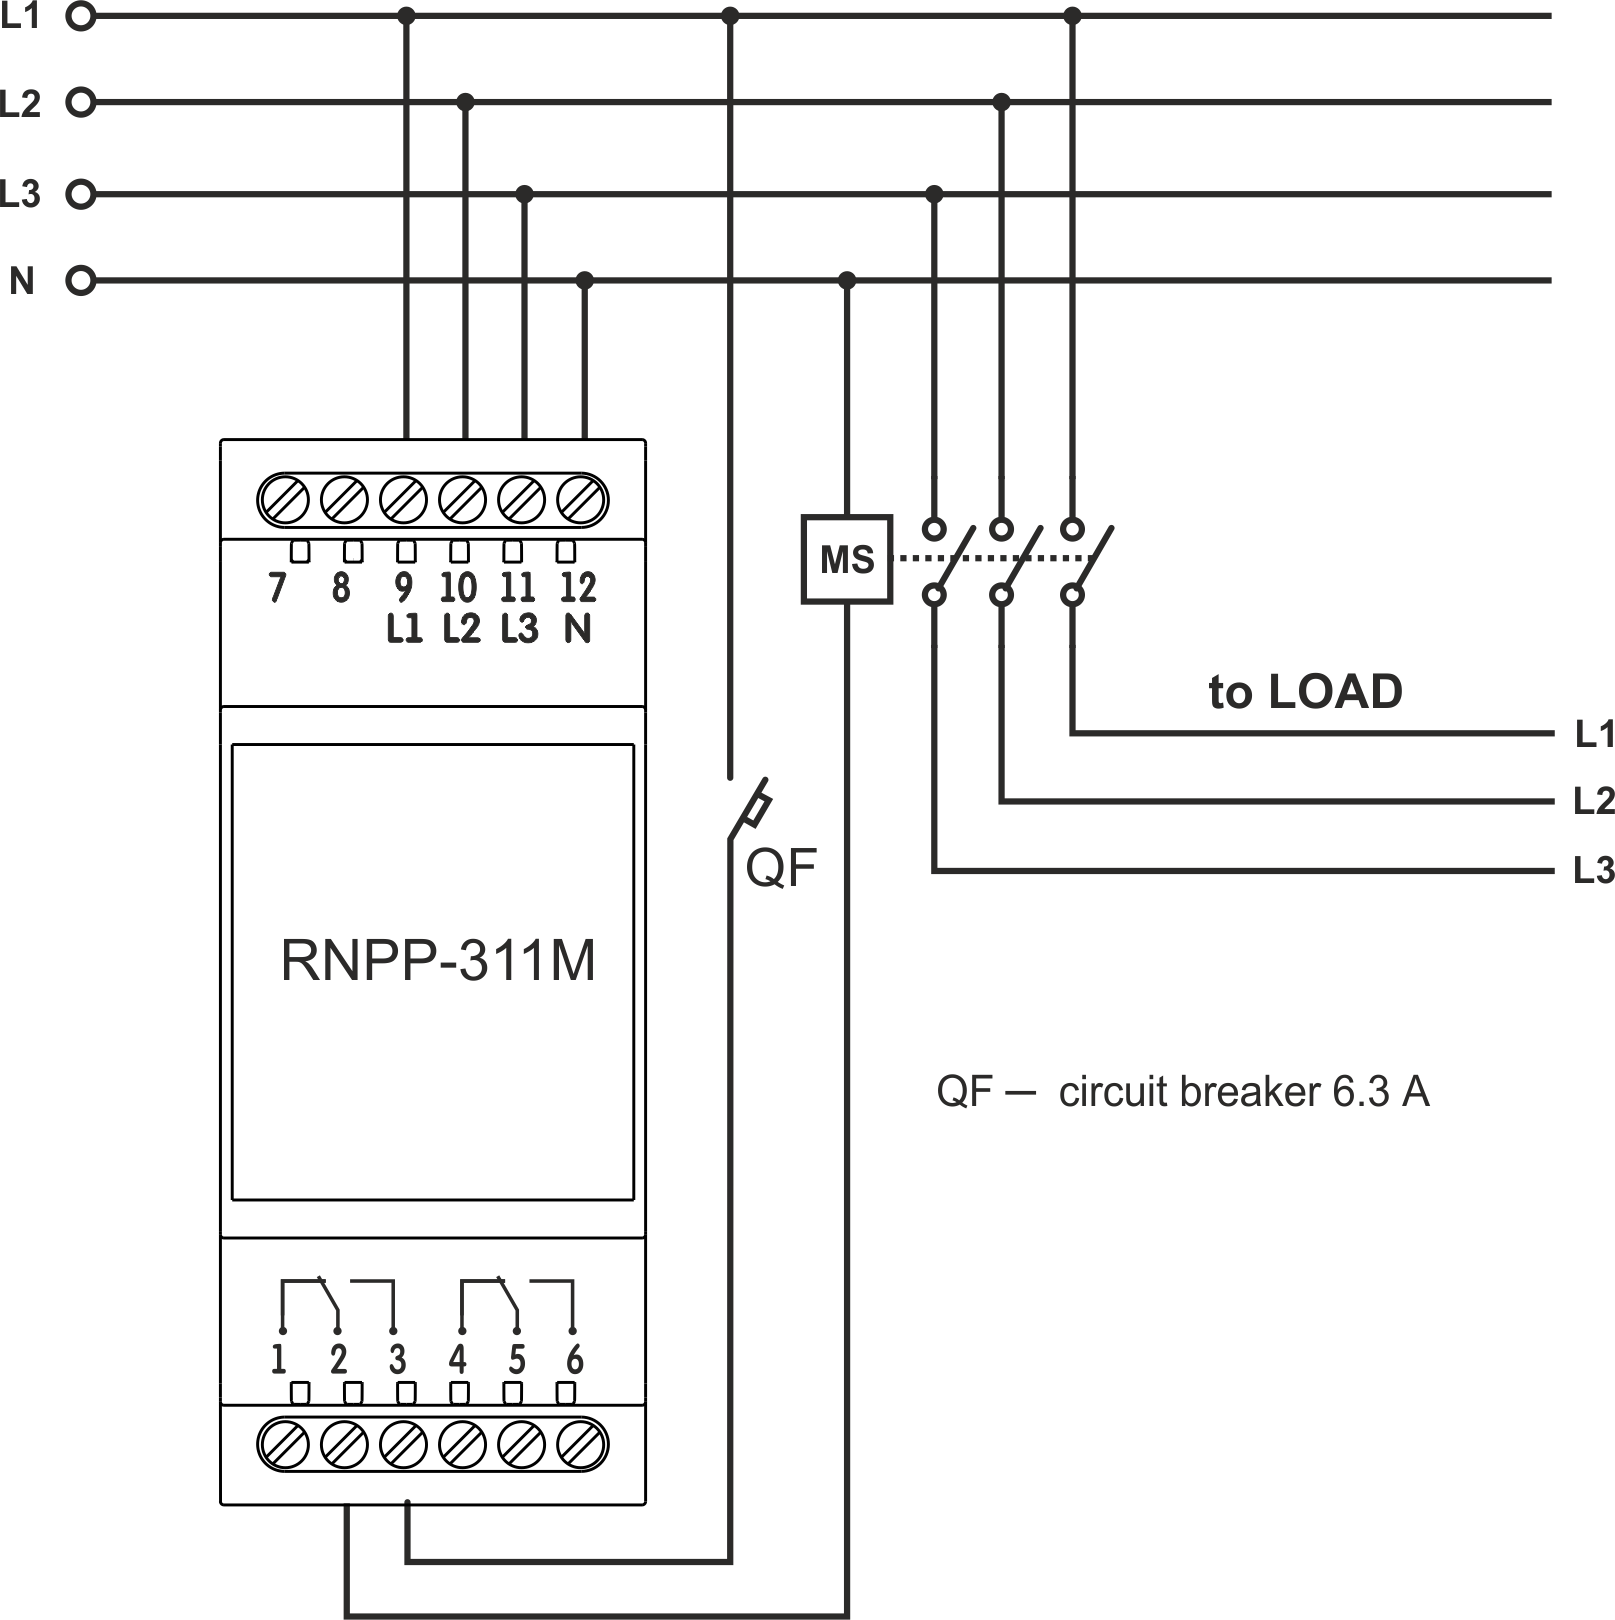 L1
L2
L3
N
7 8 9 10 11 12
L1 L2 L3 N
MS
to LOAD
L1
L2
L3
QF
RNPP-311M
QF — circuit breaker 6.3 A
1 2 3 4 5 6